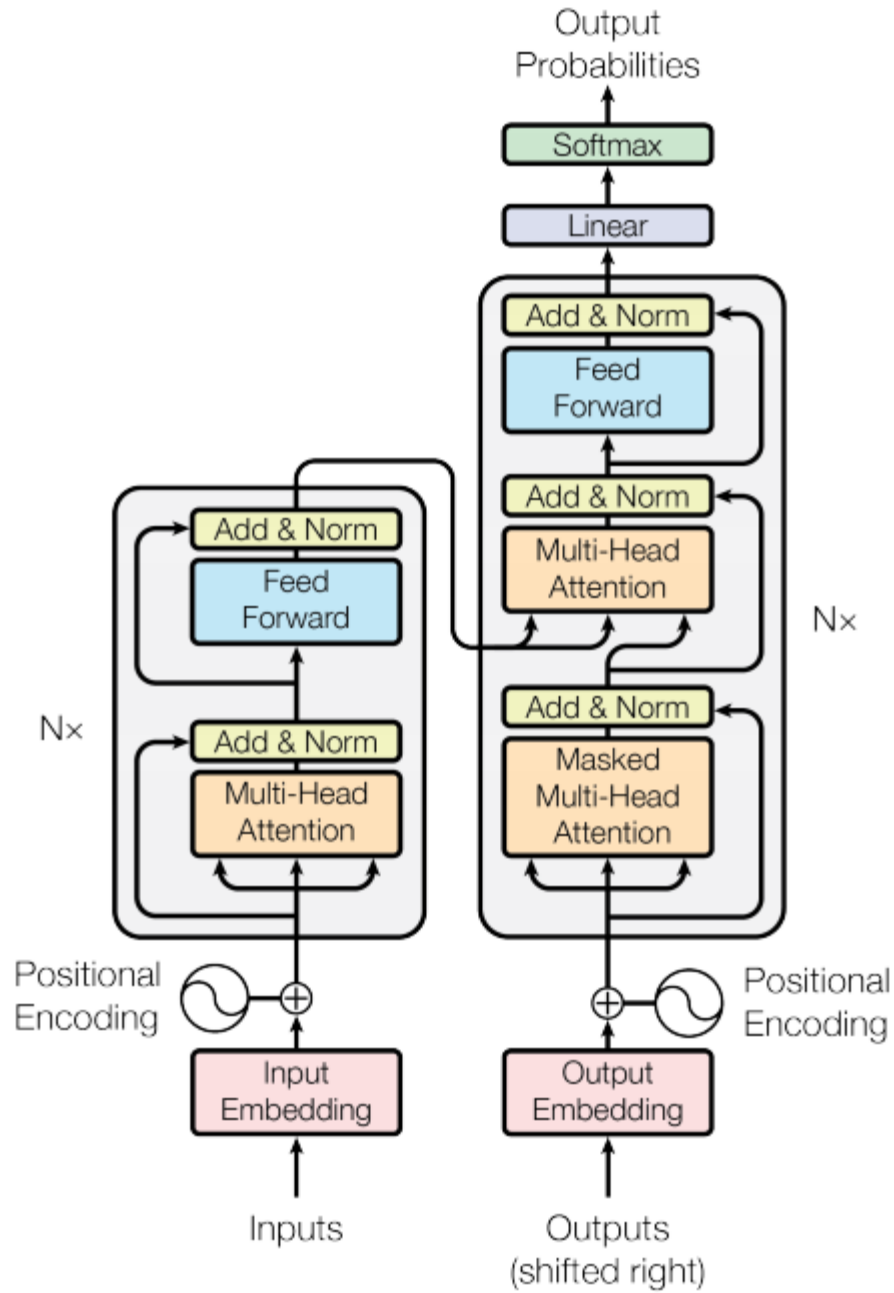 Output
Probabilities
Softmax
Linear
Add & Norm
Feed
Forward
Add & Norm
Multi-Head
Attention
Add & Norm
Masked
Multi-Head
Attention
N×
Add & Norm
Feed
Forward
Add & Norm
Multi-Head
Attention
N×
Positional
Encoding
Positional
Encoding
Input
Embedding
Output
Embedding
Inputs
Outputs
(shifted right)